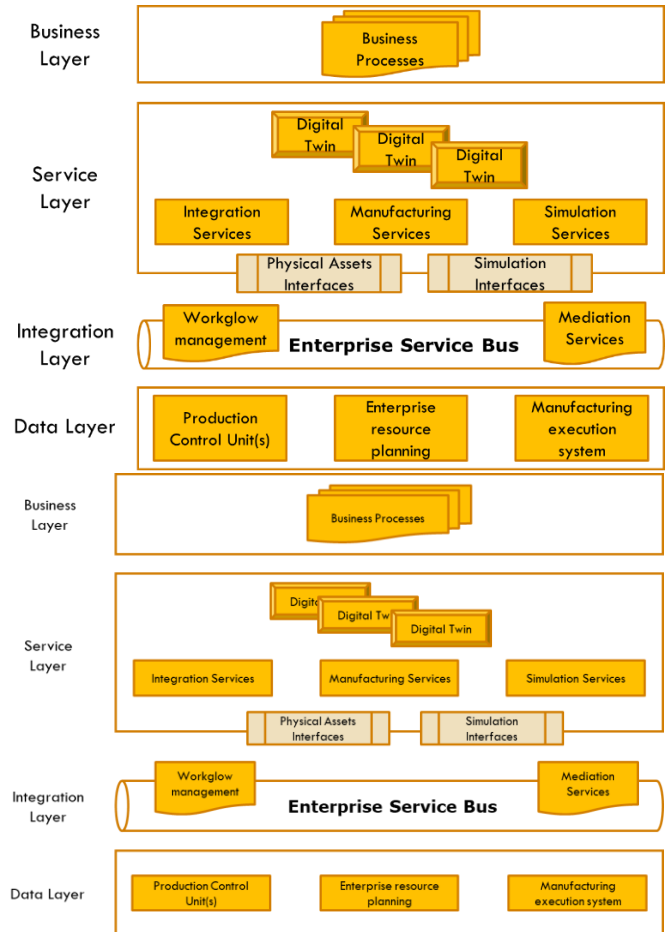 Business
Layer
Business
Processes
Service
Layer
Digital
Twin
Digital
Twin
Digital
Twin
Integration
Services
Manufacturing
Services
Simulation
Services
Physical Assets
Interfaces
Simulation
Interfaces
Integration
Layer
Workglow
management
Enterprise Service Bus
Mediation
Services
Data Layer
Production
Control Unit(s)
Enterprise
resource
planning
Manufacturing
execution
system
Business
Layer
Business Processes
Service
Layer
Digital Twin
Digital Twin
Integration Services
Manufacturing Services
Simulation Services
Physical Assets
Interfaces
Simulation
Interfaces
Integration
Layer
Workglow
management
Enterprise Service Bus
Mediation
Services
Data Layer
Production Control
Unit(s)
Enterprise resource
planning
Manufacturing
execution system